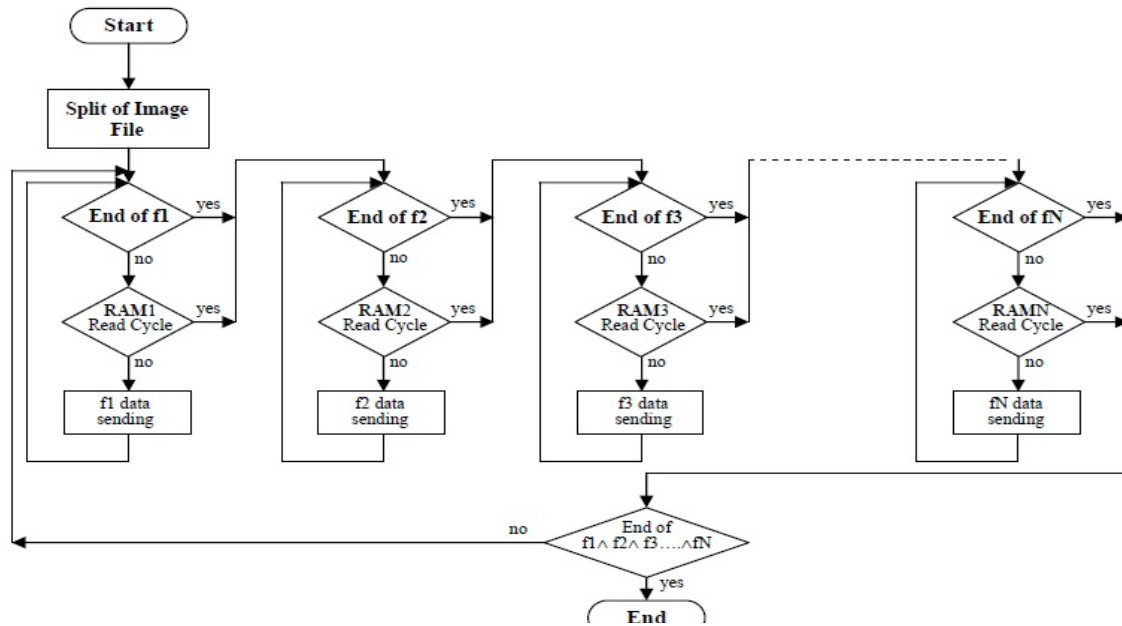 Start
Split of Image
File
End of f1
yes
no
RAM1
Read Cycle
yes
no
f1 data
sending
End of f2
yes
no
RAM2
Read Cycle
yes
no
f2 data
sending
End of f3
yes
no
RAM3
Read Cycle
yes
no
f3 data
sending
End of fN
yes
no
RAMN
Read Cycle
yes
no
fN data
sending
no
End of
f1∧ f2∧ f3….∧fN
yes
End